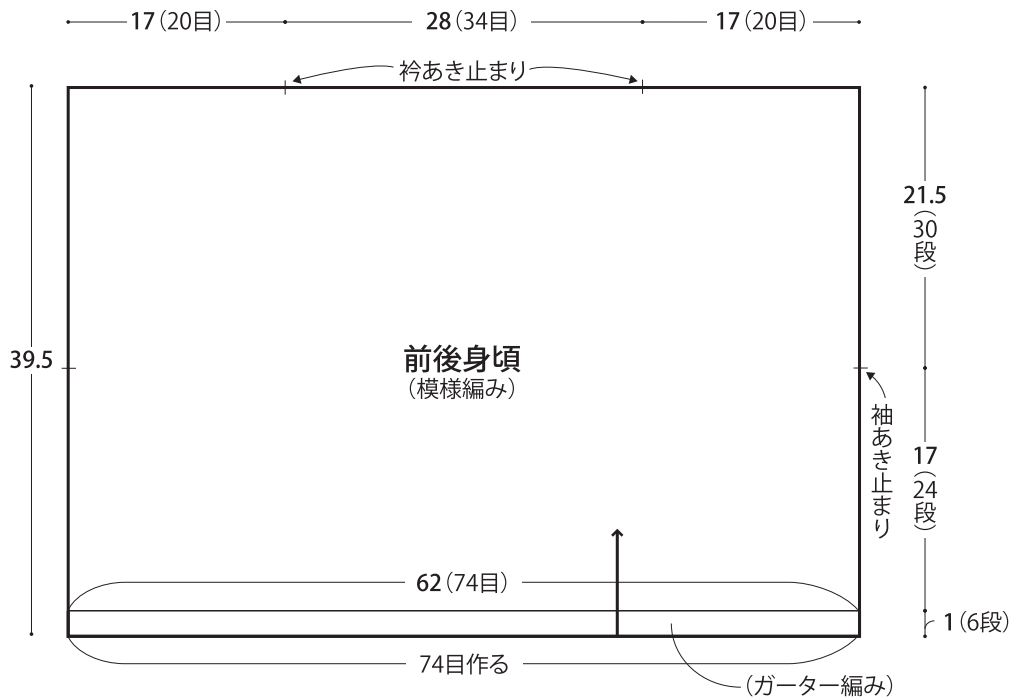 17（20目）
28（34目）
17（20目）
衿あき止まり
21.5
（30段）
39.5
前後身頃
（模様編み）
袖あき止まり
17
（24段）
62（74目）
1（6段）
74目作る
（ガーター編み）